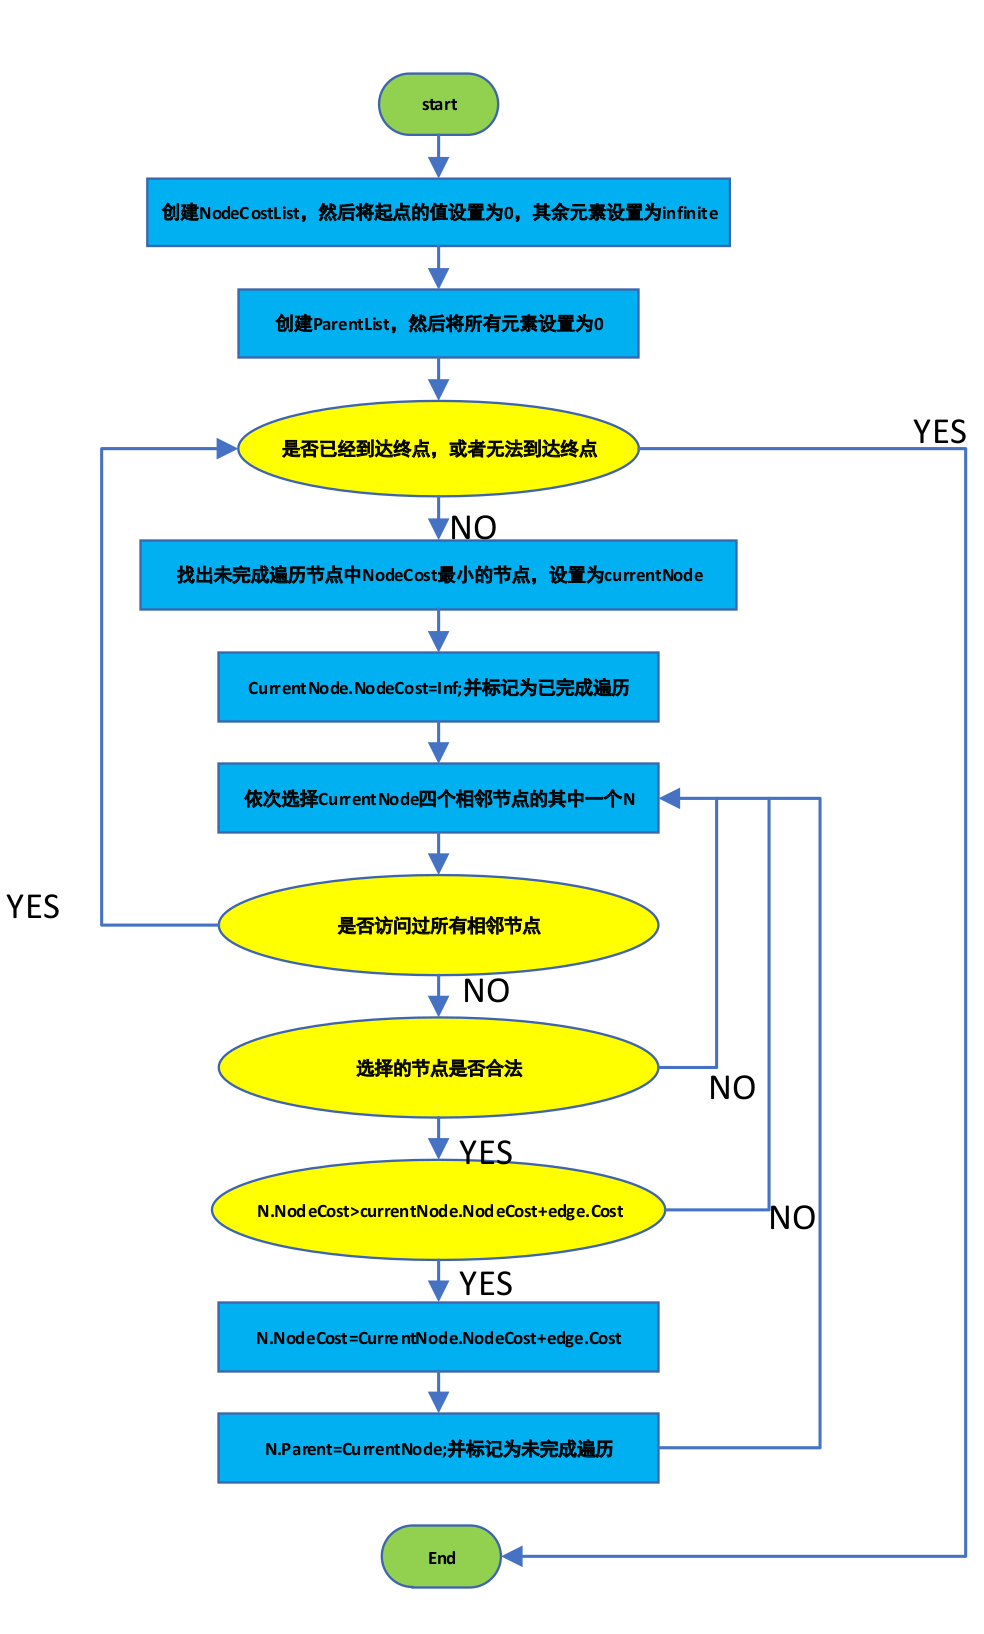 start
创建NodeCostList，然后将起点的值设置为0，其余元素设置为infinite
创建ParentList，然后将所有元素设置为0
是否已经到达终点，或者无法到达终点
YES
NO
找出未完成遍历节点中NodeCost最小的节点，设置为currentNode
CurrentNode.NodeCost=Inf;并标记为已完成遍历
依次选择CurrentNode四个相邻节点的其中一个N
YES
是否访问过所有相邻节点
NO
选择的节点是否合法
NO
YES
N.NodeCost>currentNode.NodeCost+edge.Cost
NO
YES
N.NodeCost=CurrentNode.NodeCost+edge.Cost
N.Parent=CurrentNode;并标记为未完成遍历
End